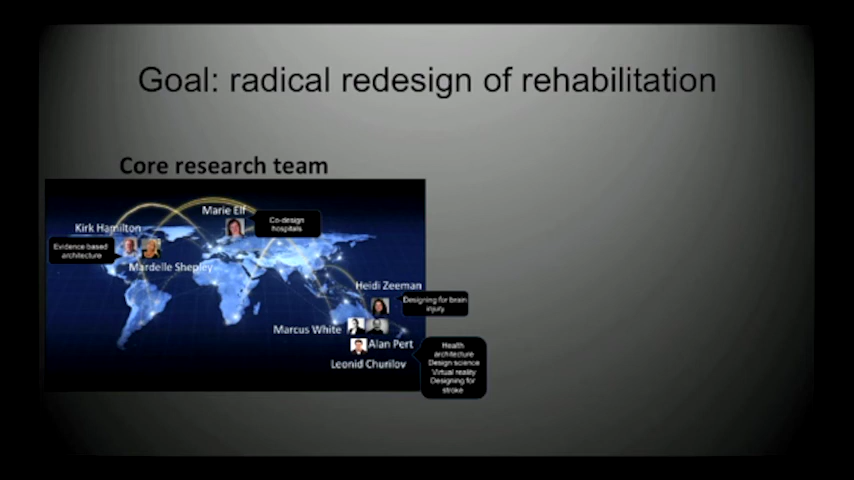 Goal: radical redesign of rehabilitation
Core research team
Marie Elf
Co-design
hospitals
Kirk Hamilton
Evidence based
architecture
Mardelle Shepley
Heidi Zeeman
Designing for brain
injury
Marcus White
Alan Pert
Leonid Churilov
Health
architecture
Design science
Virtual reality
Designing for
stroke